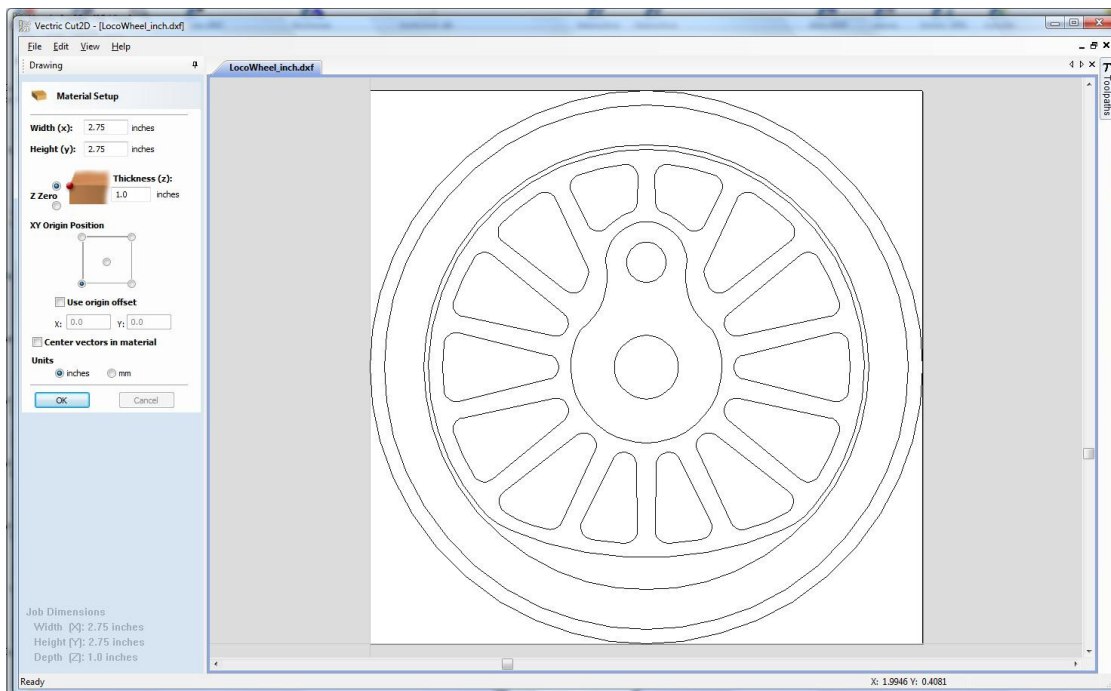 Vectric Cut2D - [LocoWheel_inch.dxf]
File Edit View Help
Drawing
LocoWheel_inch.dxf
Toolpaths
Material Setup
Width (x): 2.75 inches
Height (y): 2.75 inches
Thickness (z):
Z Zero 1.0 inches
XY Origin Position
Use origin offset
X: 0.0 Y: 0.0
Center vectors in material
Units
inches mm
OK Cancel
Job Dimensions
Width (X): 2.75 inches
Height (Y): 2.75 inches
Depth (Z): 1.0 inches
Ready X: 1.9946 Y: 0.4081